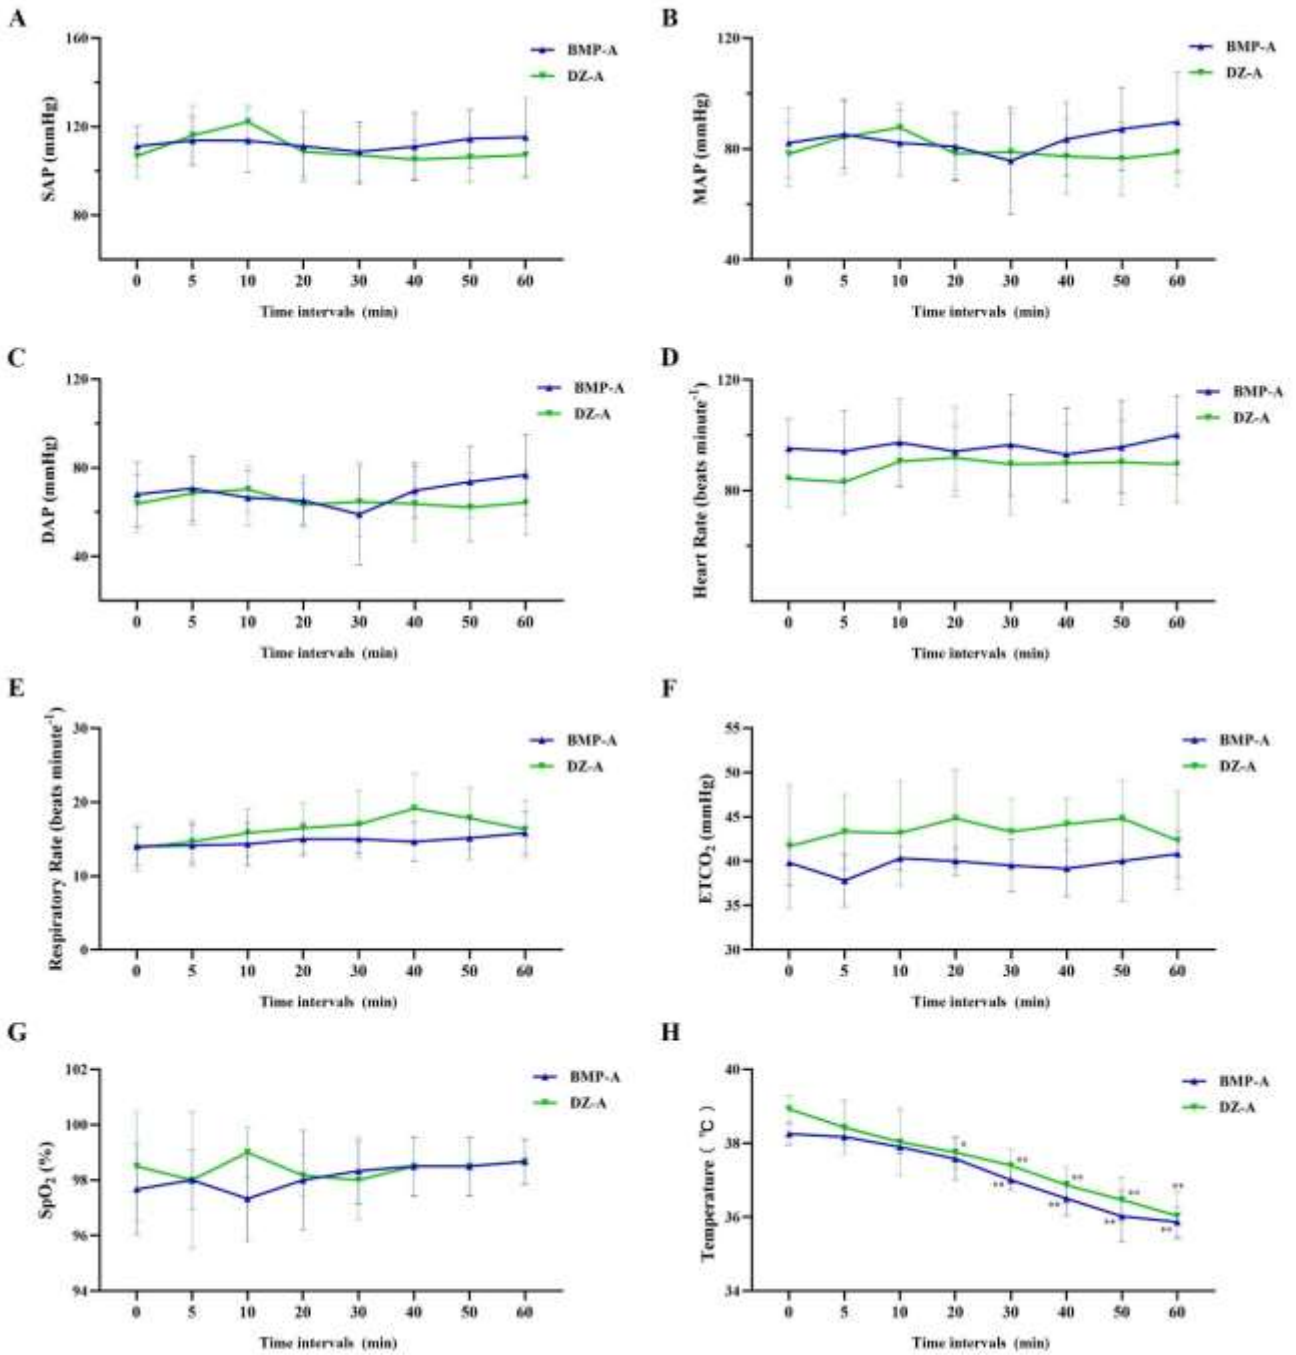 A
160
120
80
SAP (mmHg)
BMP-A
DZ-A
0 5 10 20 30 40 50 60
Time intervals (min)
B
120
80
40
MAP (mmHg)
BMP-A
DZ-A
0 5 10 20 30 40 50 60
Time intervals (min)
C
120
80
40
DAP (mmHg)
BMP-A
DZ-A
0 5 10 20 30 40 50 60
Time intervals (min)
D
120
80
Heart Rate (beats minute⁻¹)
BMP-A
DZ-A
0 5 10 20 30 40 50 60
Time intervals (min)
E
30
20
10
0
Respiratory Rate (beats minute⁻¹)
BMP-A
DZ-A
0 5 10 20 30 40 50 60
Time intervals (min)
F
55
50
45
40
35
30
ETCO₂ (mmHg)
BMP-A
DZ-A
0 5 10 20 30 40 50 60
Time intervals (min)
G
102
100
98
96
94
SpO₂ (%)
BMP-A
DZ-A
0 5 10 20 30 40 50 60
Time intervals (min)
H
40
38
36
34
Temperature ( ℃ )
BMP-A
DZ-A
* ** ** ** **
** ** ** **
0 5 10 20 30 40 50 60
Time intervals (min)